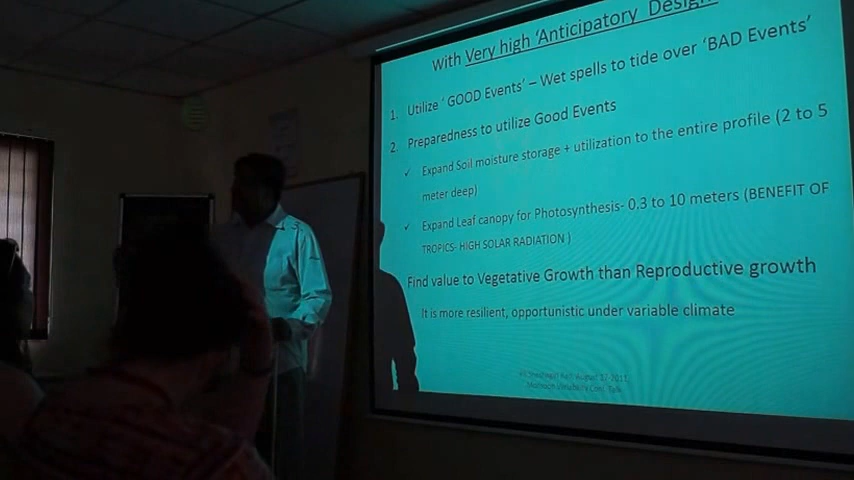 With Very high 'Anticipatory Design'
1. Utilize ' GOOD Events' – Wet spells to tide over 'BAD Events'
2. Preparedness to utilize Good Events
✓ Expand Soil moisture storage + utilization to the entire profile (2 to 5
meter deep)
✓ Expand Leaf canopy for Photosynthesis- 0.3 to 10 meters (BENEFIT OF
TROPICS- HIGH SOLAR RADIATION )
Find value to Vegetative Growth than Reproductive growth
It is more resilient, opportunistic under variable climate